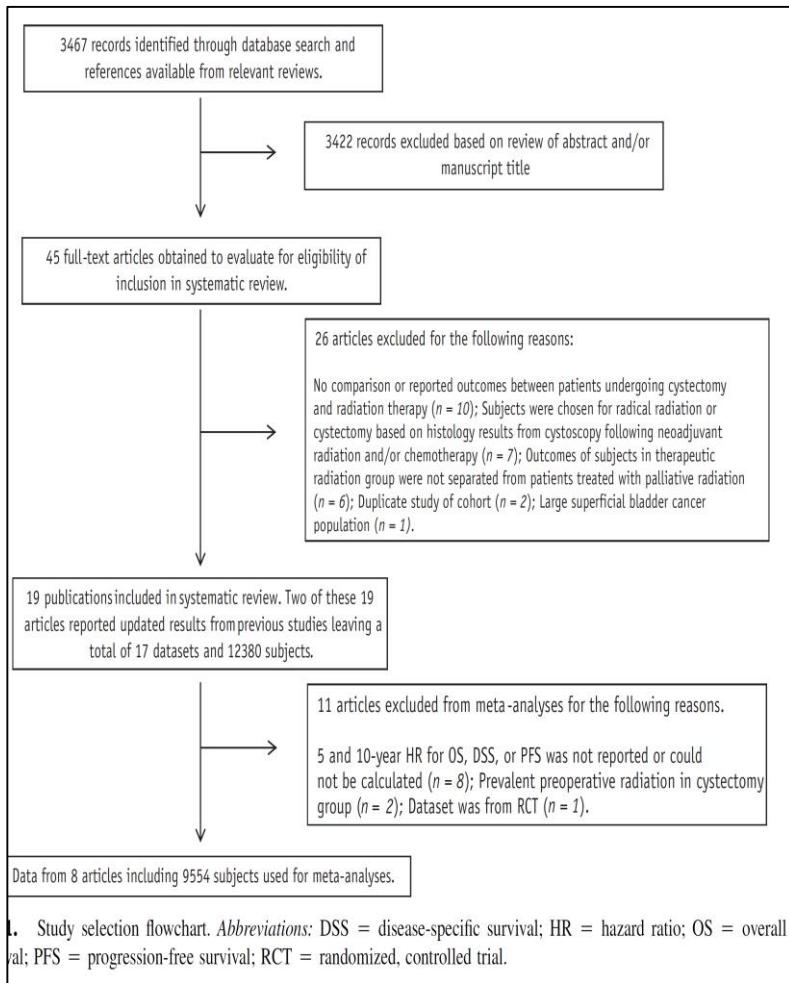 3467 records identified through database search and
references available from relevant reviews.
3422 records excluded based on review of abstract and/or
manuscript title
45 full-text articles obtained to evaluate for eligibility of
inclusion in systematic review.
26 articles excluded for the following reasons:
No comparison or reported outcomes between patients undergoing cystectomy
and radiation therapy (n = 10); Subjects were chosen for radical radiation or
cystectomy based on histology results from cystoscopy following neoadjuvant
radiation and/or chemotherapy (n = 7); Outcomes of subjects in therapeutic
radiation group were not separated from patients treated with palliative radiation
(n = 6); Duplicate study of cohort (n = 2); Large superficial bladder cancer
population (n = 1).
19 publications included in systematic review. Two of these 19
articles reported updated results from previous studies leaving a
total of 17 datasets and 12380 subjects.
11 articles excluded from meta-analyses for the following reasons.
5 and 10-year HR for OS, DSS, or PFS was not reported or could
not be calculated (n = 8); Prevalent preoperative radiation in cystectomy
group (n = 2); Dataset was from RCT (n = 1).
Data from 8 articles including 9554 subjects used for meta-analyses.
1. Study selection flowchart. Abbreviations: DSS = disease-specific survival; HR = hazard ratio; OS = overall
val; PFS = progression-free survival; RCT = randomized, controlled trial.